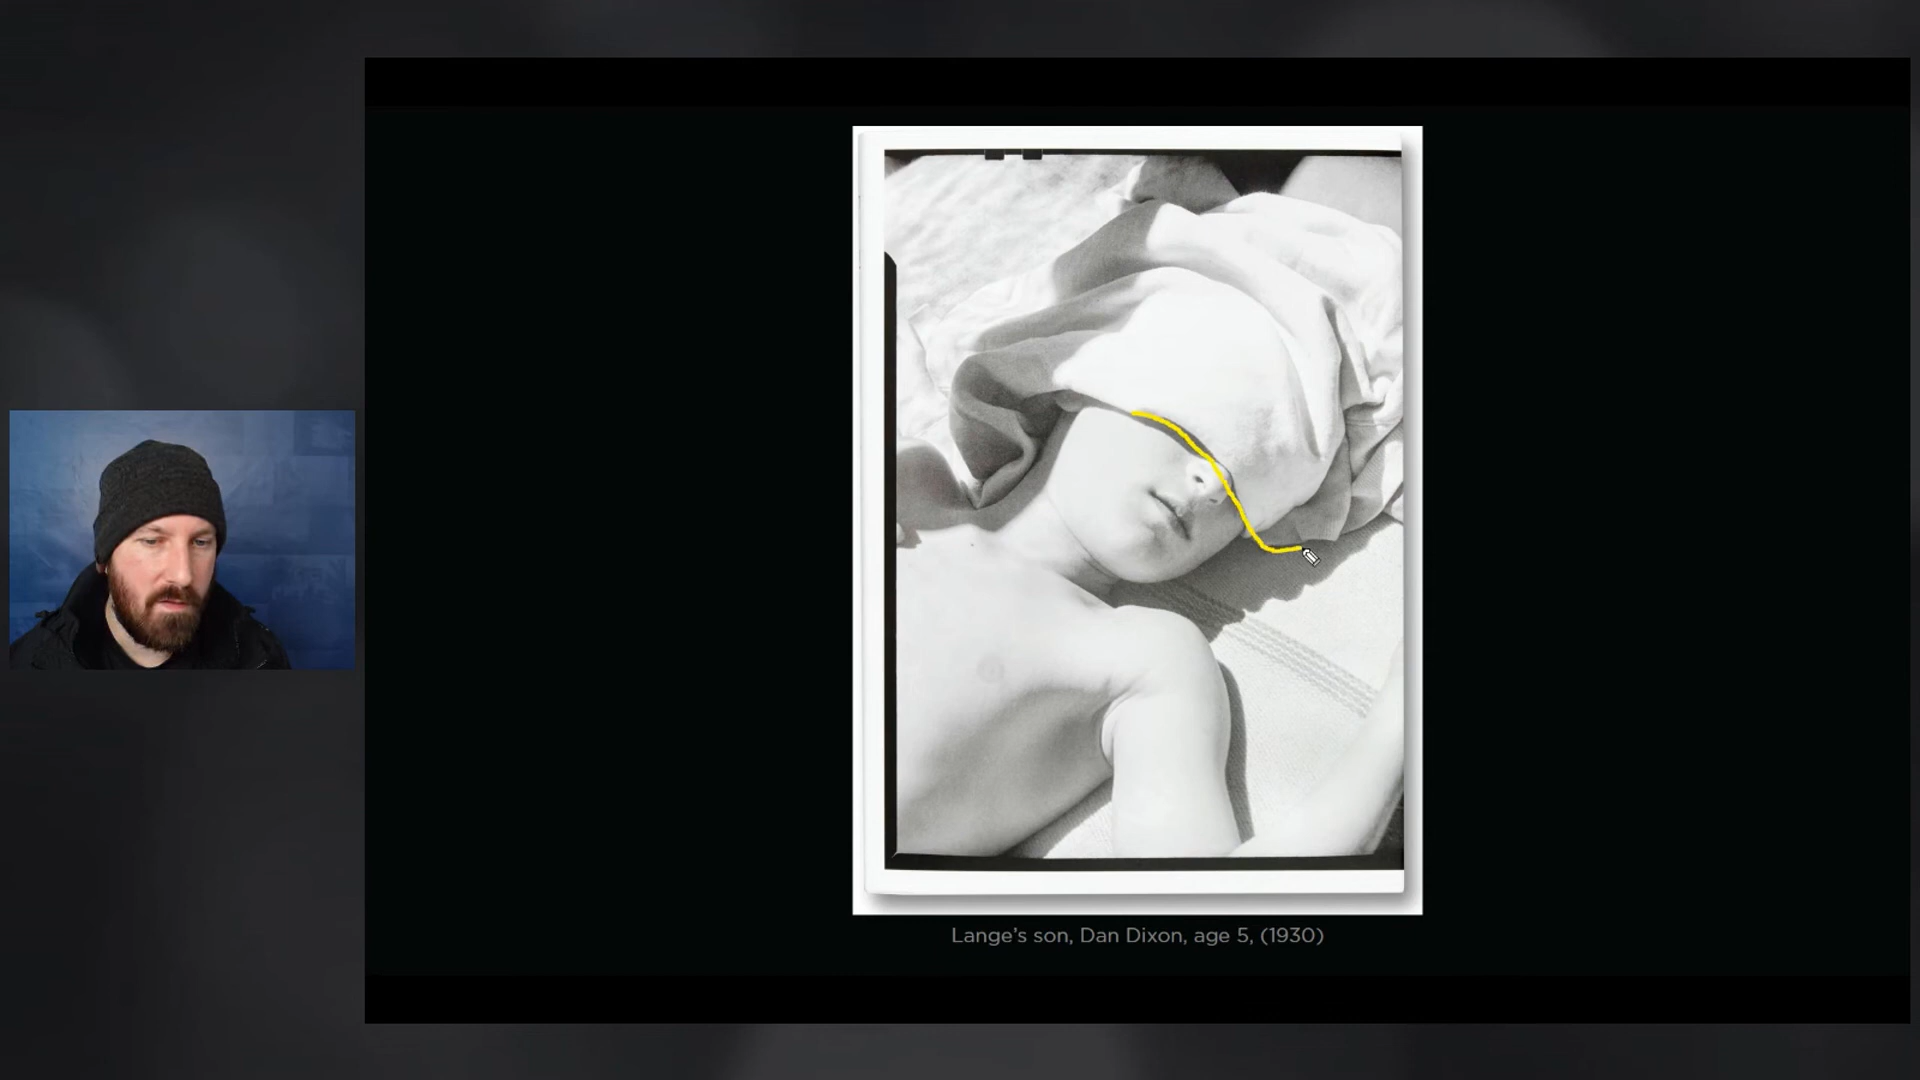 Lange’s son, Dan Dixon, age 5, (1930)